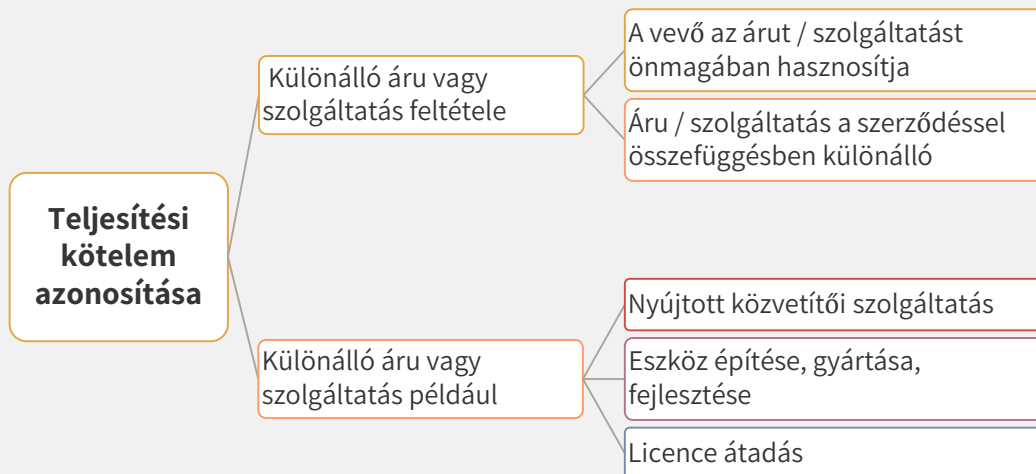 Teljesítési
kötelem
azonosítása
Különálló áru vagy
szolgáltatás feltétele
A vevő az árut / szolgáltatást
önmagában hasznosítja
Áru / szolgáltatás a szerződéssel
összefüggésben különálló
Különálló áru vagy
szolgáltatás például
Nyújtott közvetítői szolgáltatás
Eszköz építése, gyártása,
fejlesztése
Licence átadás